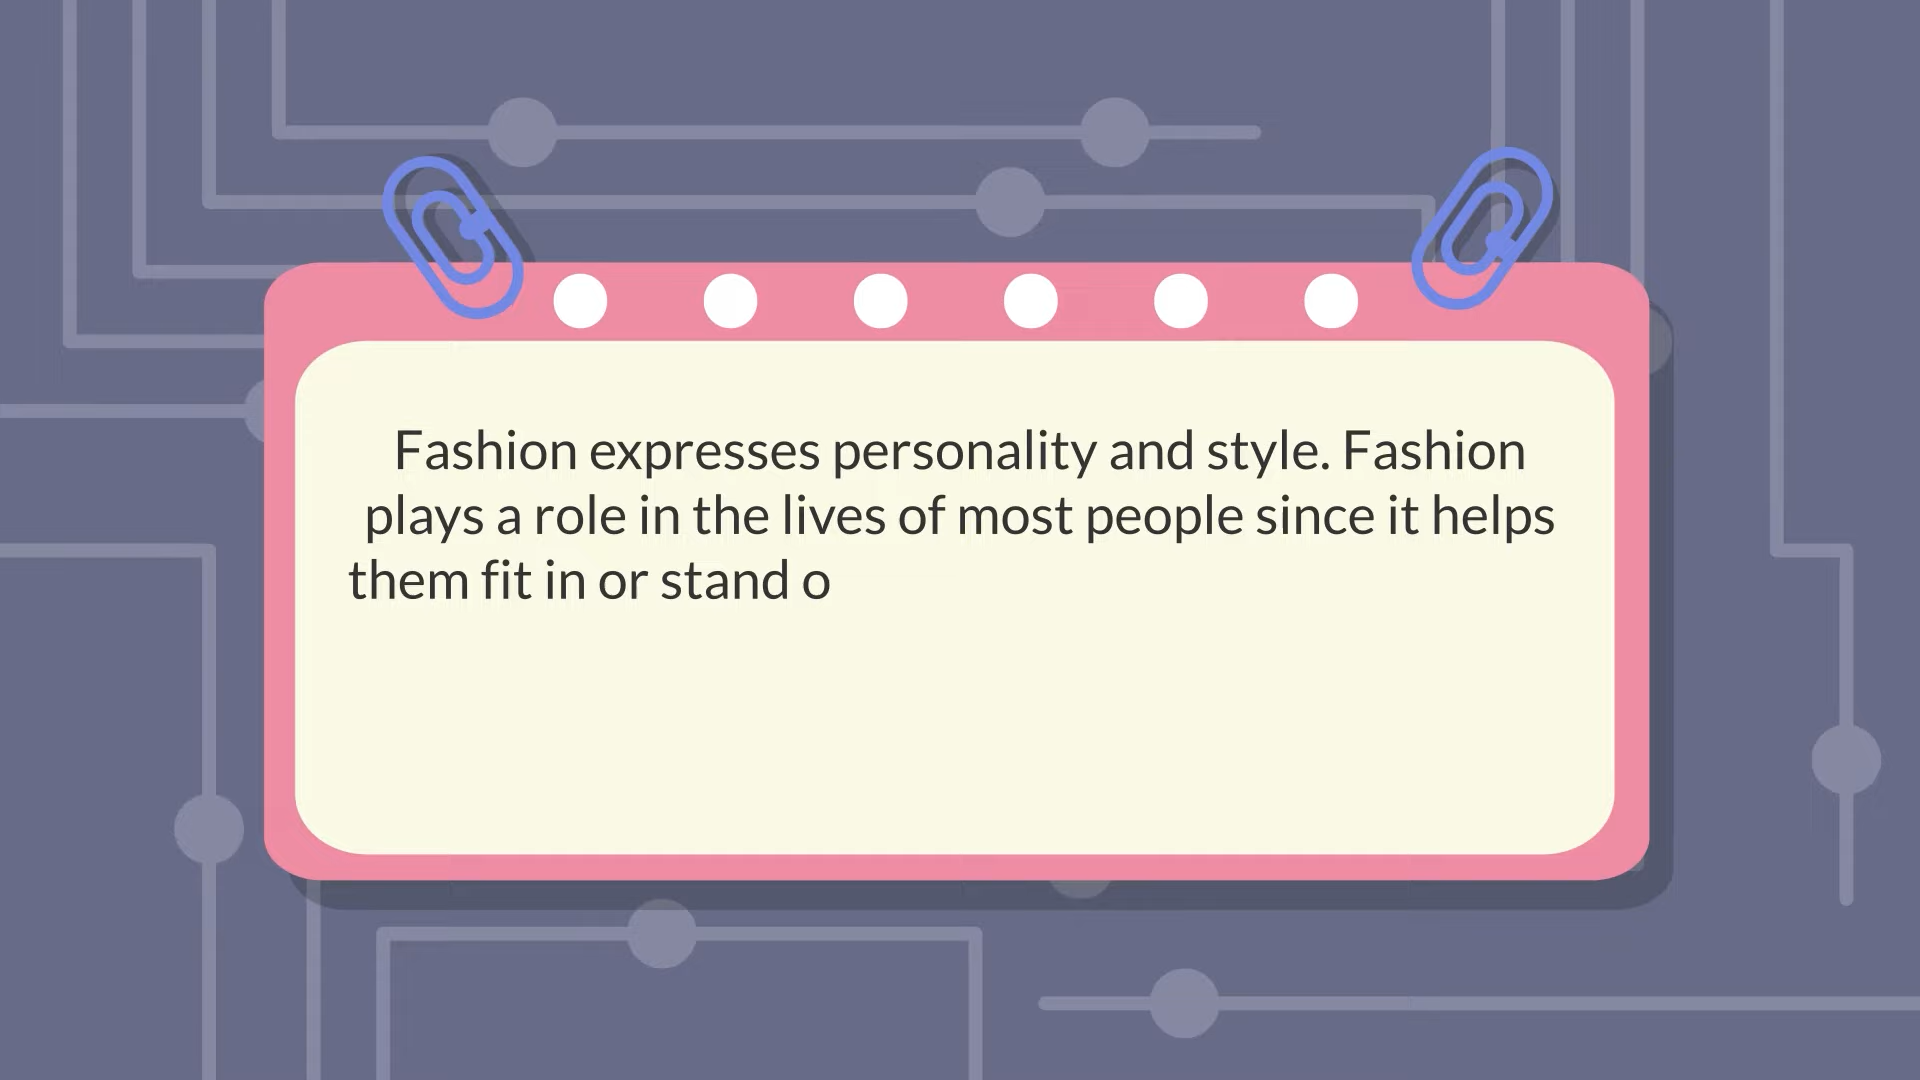 Fashion expresses personality and style. Fashion
plays a role in the lives of most people since it helps
them fit in or stand o